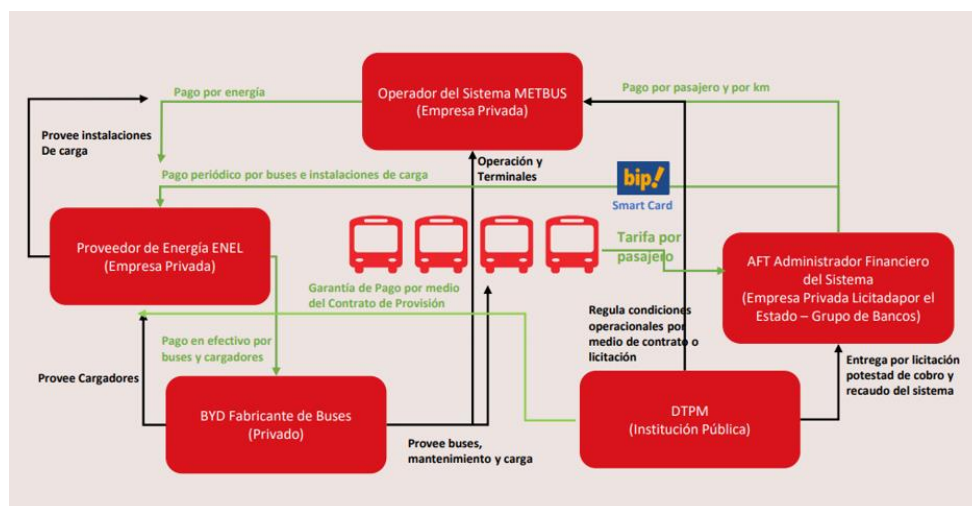 Pago por energía
Operador del Sistema METBUS
(Empresa Privada)
Pago por pasajero y por km
Provee instalaciones
De carga
Operación y
Terminales
Pago periódico por buses e instalaciones de carga
bip!
Smart Card
Proveedor de Energía ENEL
(Empresa Privada)
Tarifa por
pasajero
AFT Administrador Financiero
del Sistema
(Empresa Privada Licitadapor el
Estado – Grupo de Bancos)
Garantía de Pago por medio
del Contrato de Provisión
Regula condiciones
operacionales por
medio de contrato o
licitación
Pago en efectivo por
buses y cargadores
Provee Cargadores
Entrega por licitación
potestad de cobro y
recaudo del sistema
BYD Fabricante de Buses
(Privado)
DTPM
(Institución Pública)
Provee buses,
mantenimiento y carga